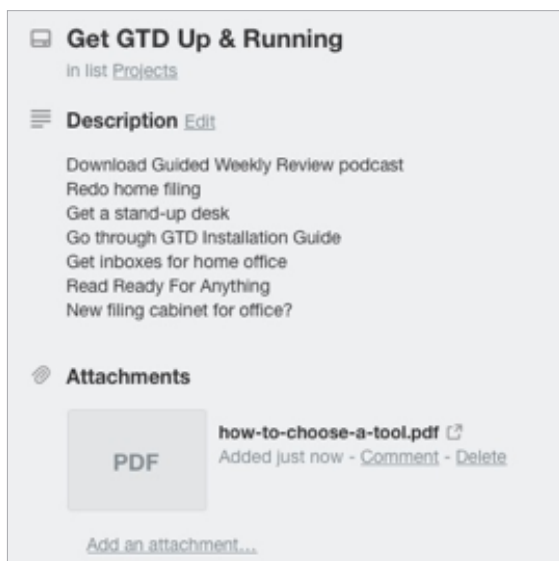 Get GTD Up & Running
in list Projects
Description Edit
Download Guided Weekly Review podcast
Redo home filing
Get a stand-up desk
Go through GTD Installation Guide
Get inboxes for home office
Read Ready For Anything
New filing cabinet for office?
Attachments
PDF
how-to-choose-a-tool.pdf
Added just now - Comment - Delete
Add an attachment...